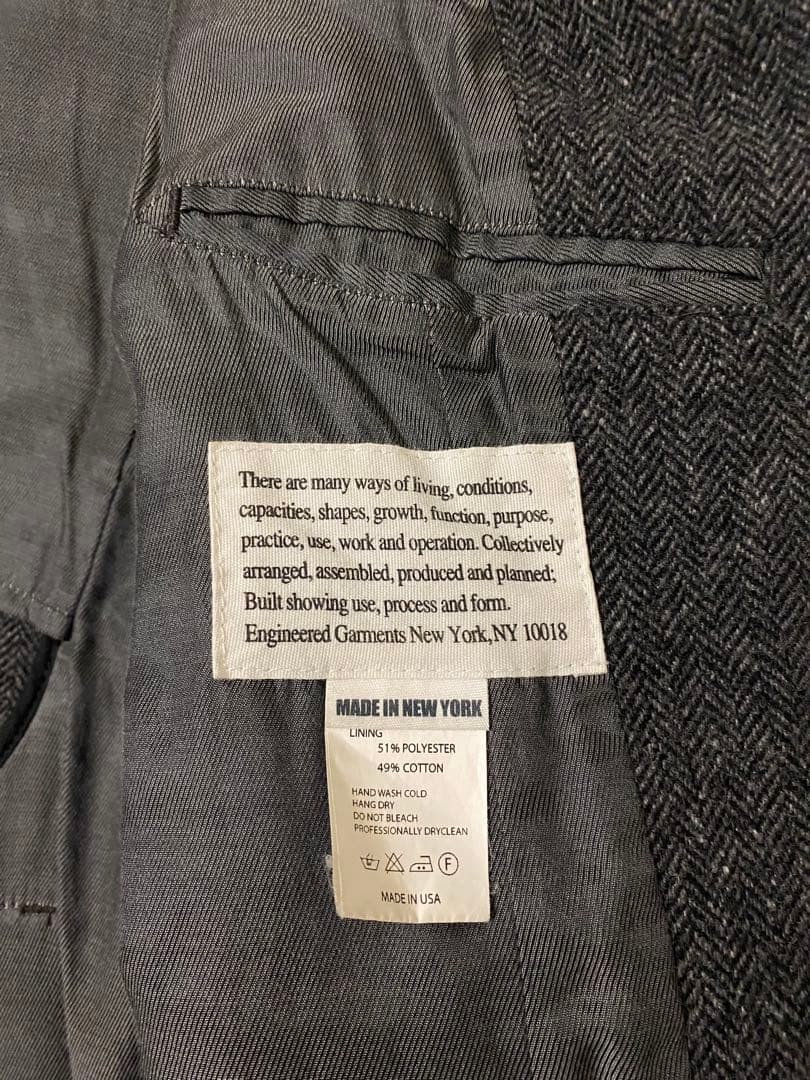 There are many ways of living, conditions,
capacities, shapes, growth, function, purpose,
practice, use, work and operation. Collectively
arranged, assembled, produced and planned;
Built showing use, process and form.
Engineered Garments New York, NY 10018
MADE IN NEW YORK
LINING
51% POLYESTER
49% COTTON
HAND WASH COLD
HANG DRY
DO NOT BLEACH
PROFESSIONALLY DRYCLEAN
F
MADE IN USA